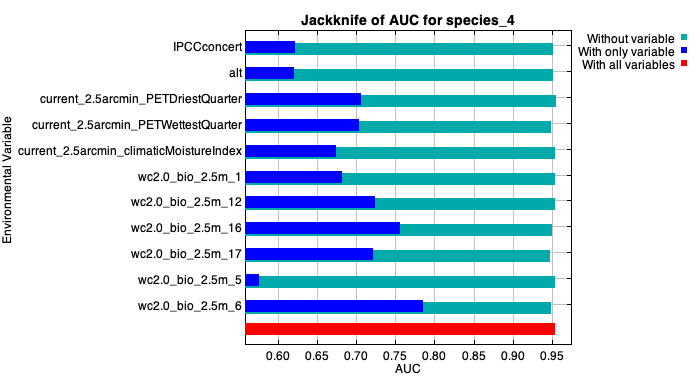 Jackknife of AUC for species_4
Without variable
With only variable
With all variables
Environmental Variable
IPCCconcert
alt
current_2.5arcmin_PETDriestQuarter
current_2.5arcmin_PETWettestQuarter
current_2.5arcmin_climaticMoistureIndex
wc2.0_bio_2.5m_1
wc2.0_bio_2.5m_12
wc2.0_bio_2.5m_16
wc2.0_bio_2.5m_17
wc2.0_bio_2.5m_5
wc2.0_bio_2.5m_6
0.60 0.65 0.70 0.75 0.80 0.85 0.90 0.95
AUC